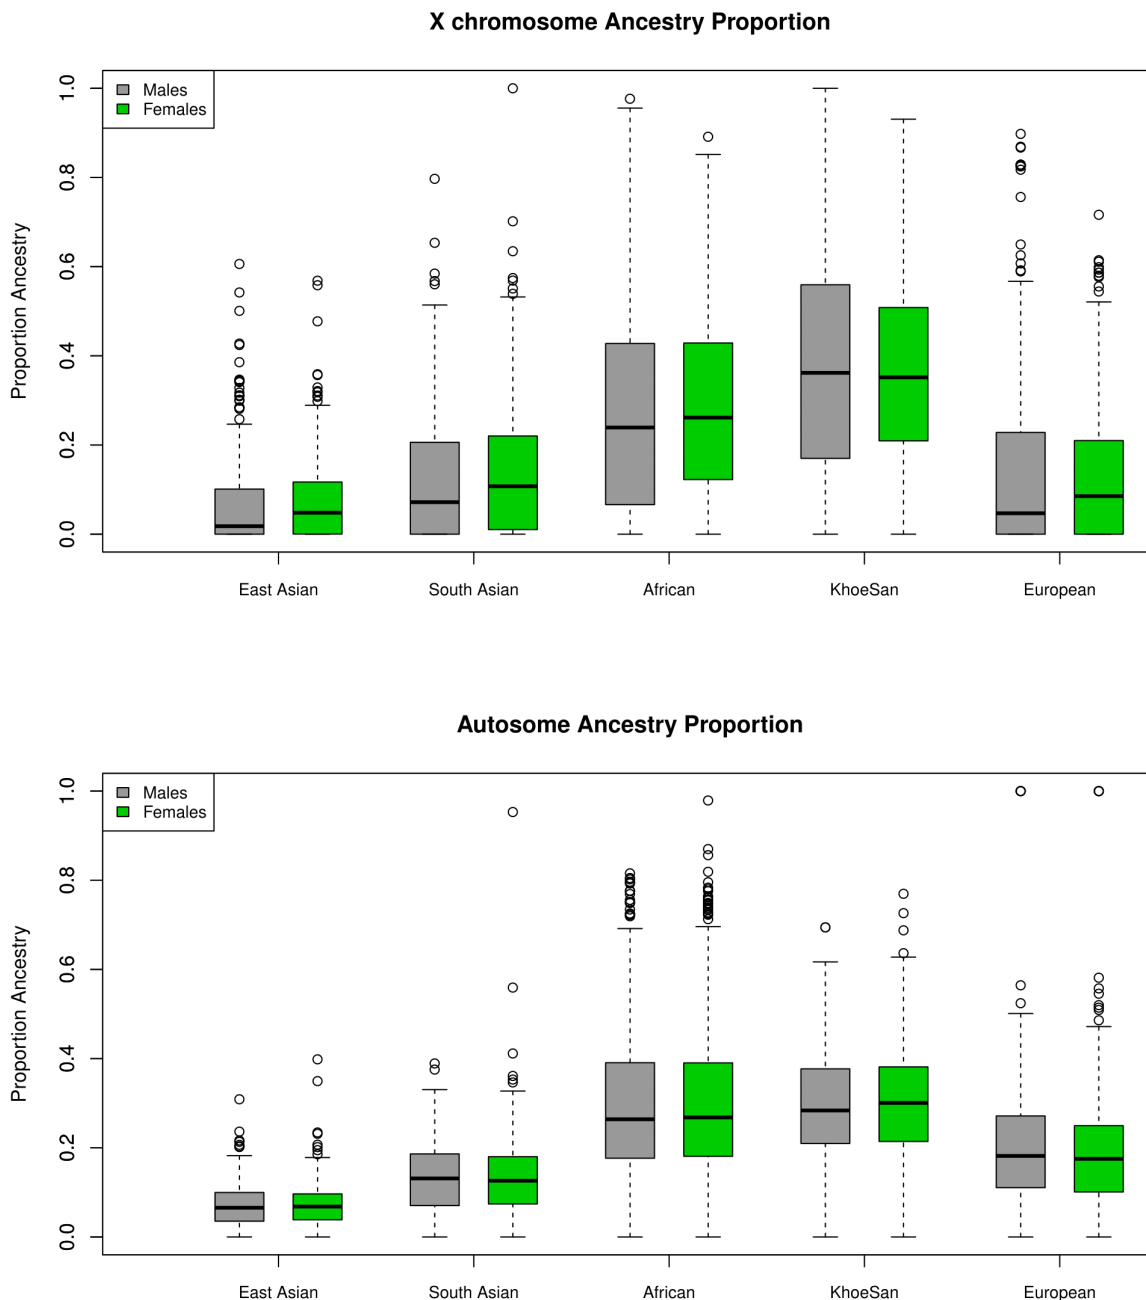 X chromosome Ancestry Proportion
Males
Females
Proportion Ancestry
1.0
0.8
0.6
0.4
0.2
0.0
East Asian South Asian African KhoeSan European
Autosome Ancestry Proportion
Males
Females
Proportion Ancestry
1.0
0.8
0.6
0.4
0.2
0.0
East Asian South Asian African KhoeSan European